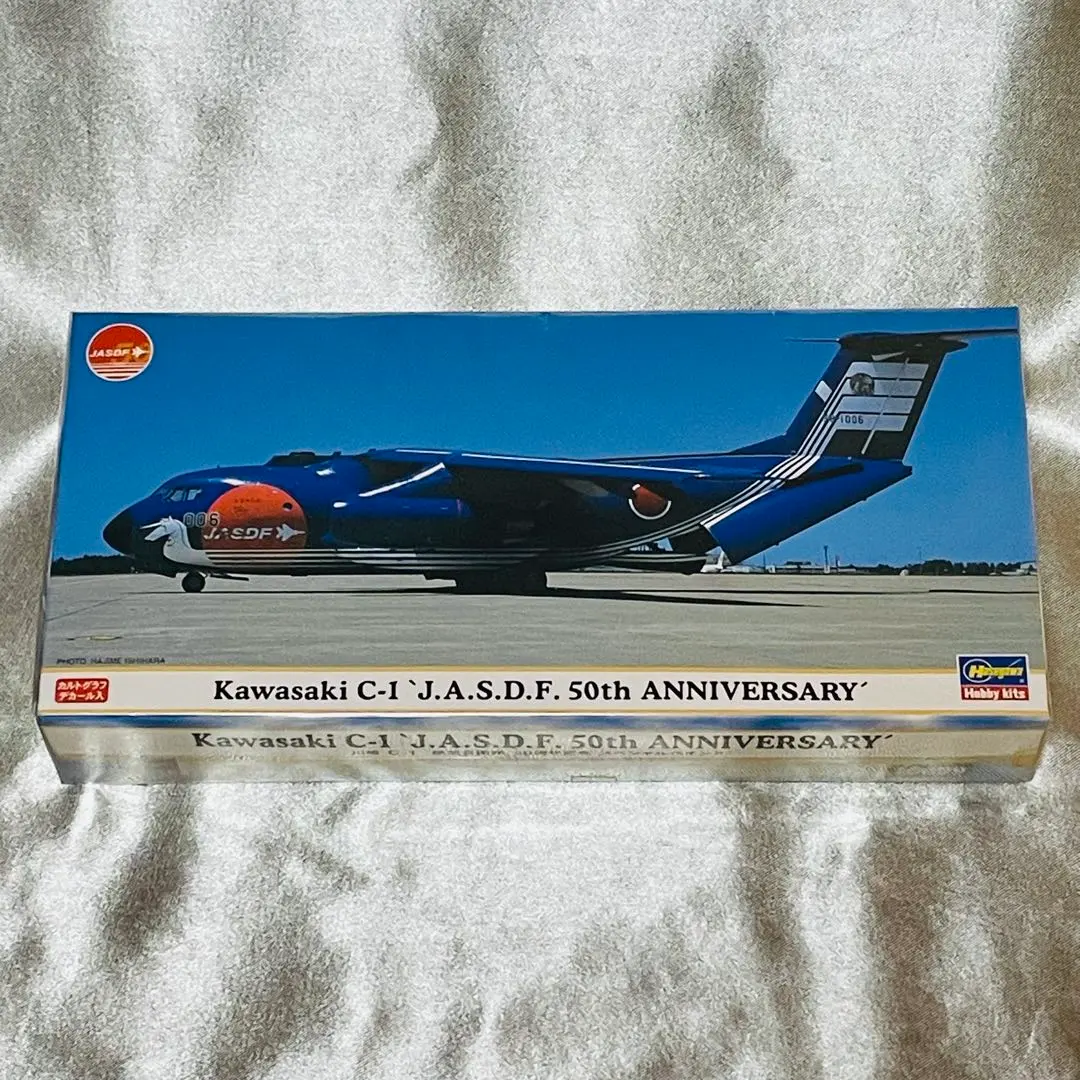 JASDF
1006
006
JASDF
PHOTO: HAJIME ISHIHARA
カルトグラフ
デカール入
Kawasaki C-1 `J.A.S.D.F. 50th ANNIVERSARY´
Hasegawa
Hobby kits
Kawasaki C-1 `J.A.S.D.F. 50th ANNIVERSARY´